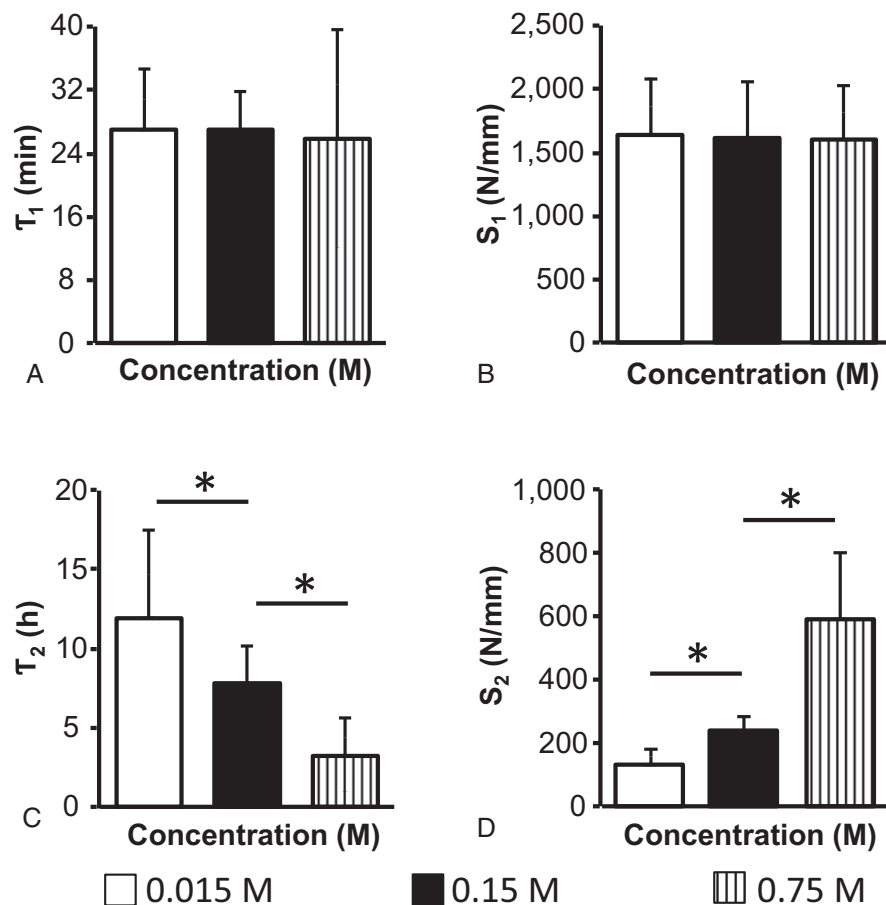 40
32
24
16
8
0
τ1 (min)
Concentration (M)
A
2,500
2,000
1,500
1,000
500
0
S1 (N/mm)
Concentration (M)
B
20
15
10
5
0
τ2 (h)
*
*
Concentration (M)
C
1,000
800
600
400
200
0
S2 (N/mm)
*
*
Concentration (M)
D
0.015 M 0.15 M 0.75 M